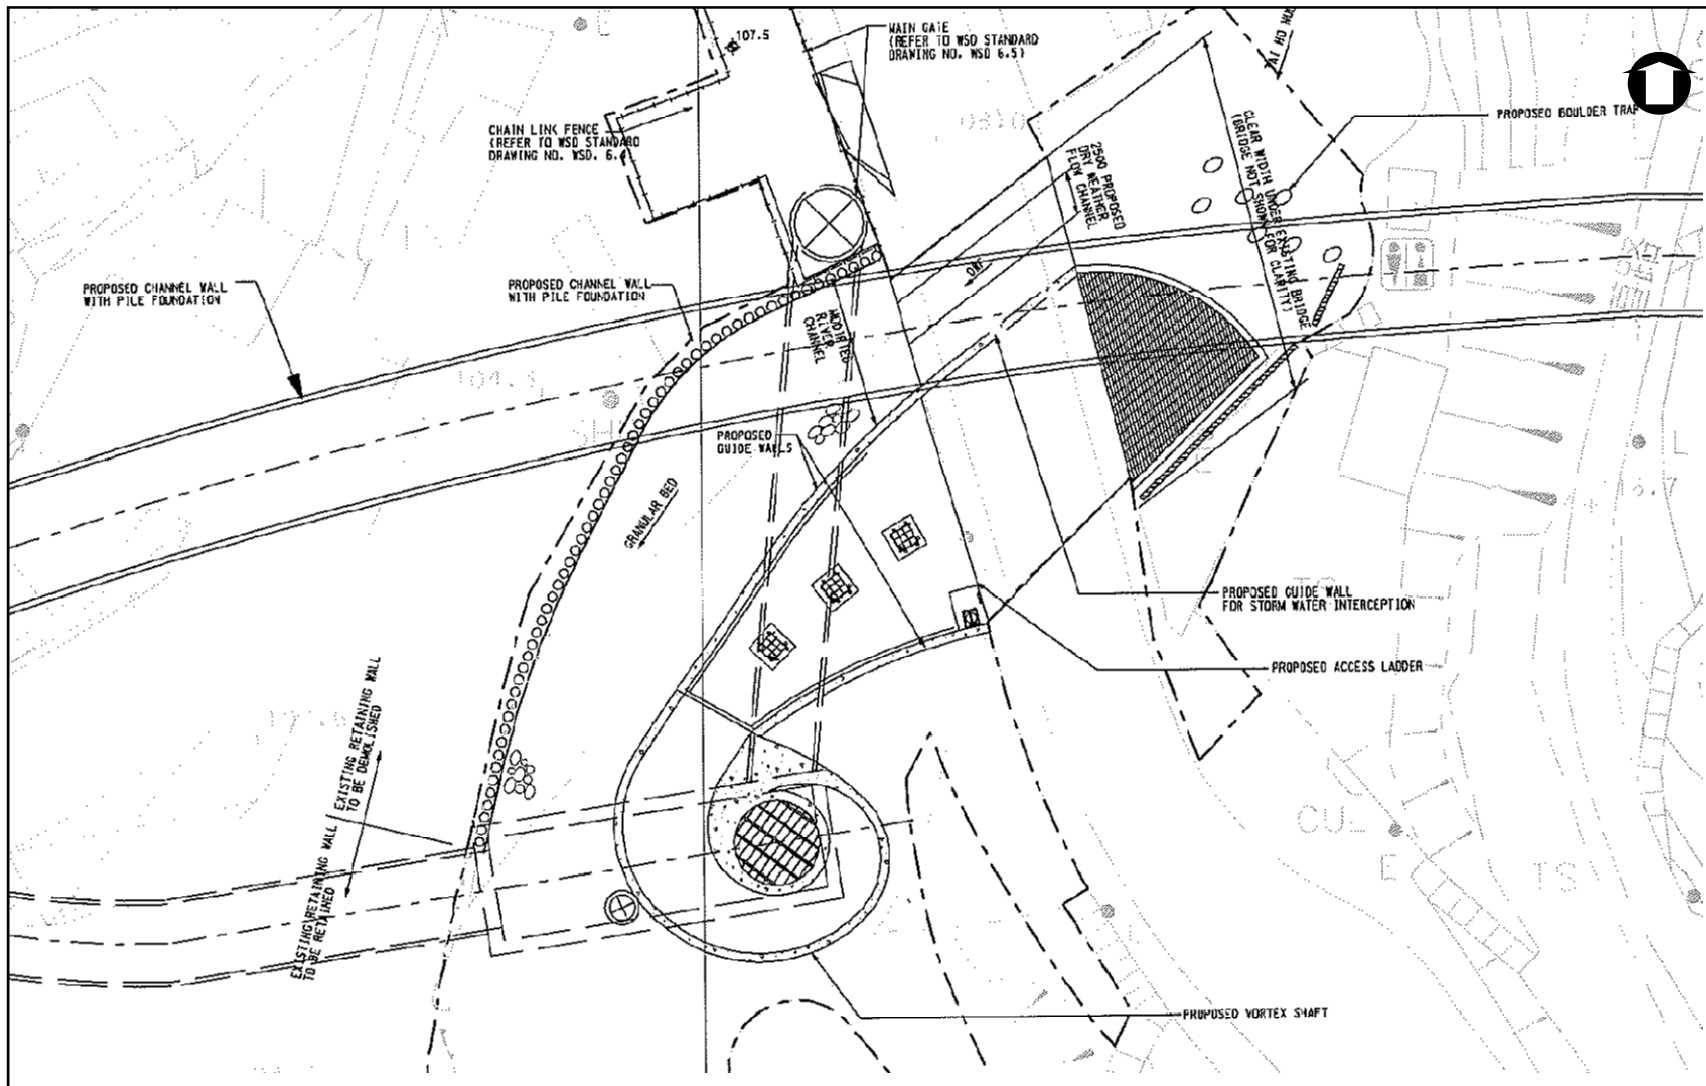 107.5
MAIN GATE
(REFER TO WSD STANDARD
DRAWING NO. WSD 6.5)
TAI HO
CHAIN LINK FENCE
(REFER TO WSD STANDARD
DRAWING NO. WSD. 6.
PROPOSED BOULDER TRAP
CLEAR WIDTH UNDER EXISTING BRIDGE
(BRIDGE NOT SHOWN FOR CLARITY)
2500 PROPOSED
DRY WEATHER
FLOW CHANNEL
DWF
PROPOSED CHANNEL WALL
WITH PILE FOUNDATION
PROPOSED CHANNEL WALL
WITH PILE FOUNDATION
MODIFIED
RIVER
CHANNEL
PROPOSED
GUIDE WALLS
GRANULAR BED
PROPOSED GUIDE WALL
FOR STORM WATER INTERCEPTION
TS
PROPOSED ACCESS LADDER
EXISTING RETAINING WALL
TO BE DEMOLISHED
EXISTING RETAINING WALL
TO BE RETAINED
E
TS
PROPOSED VORTEX SHAFT